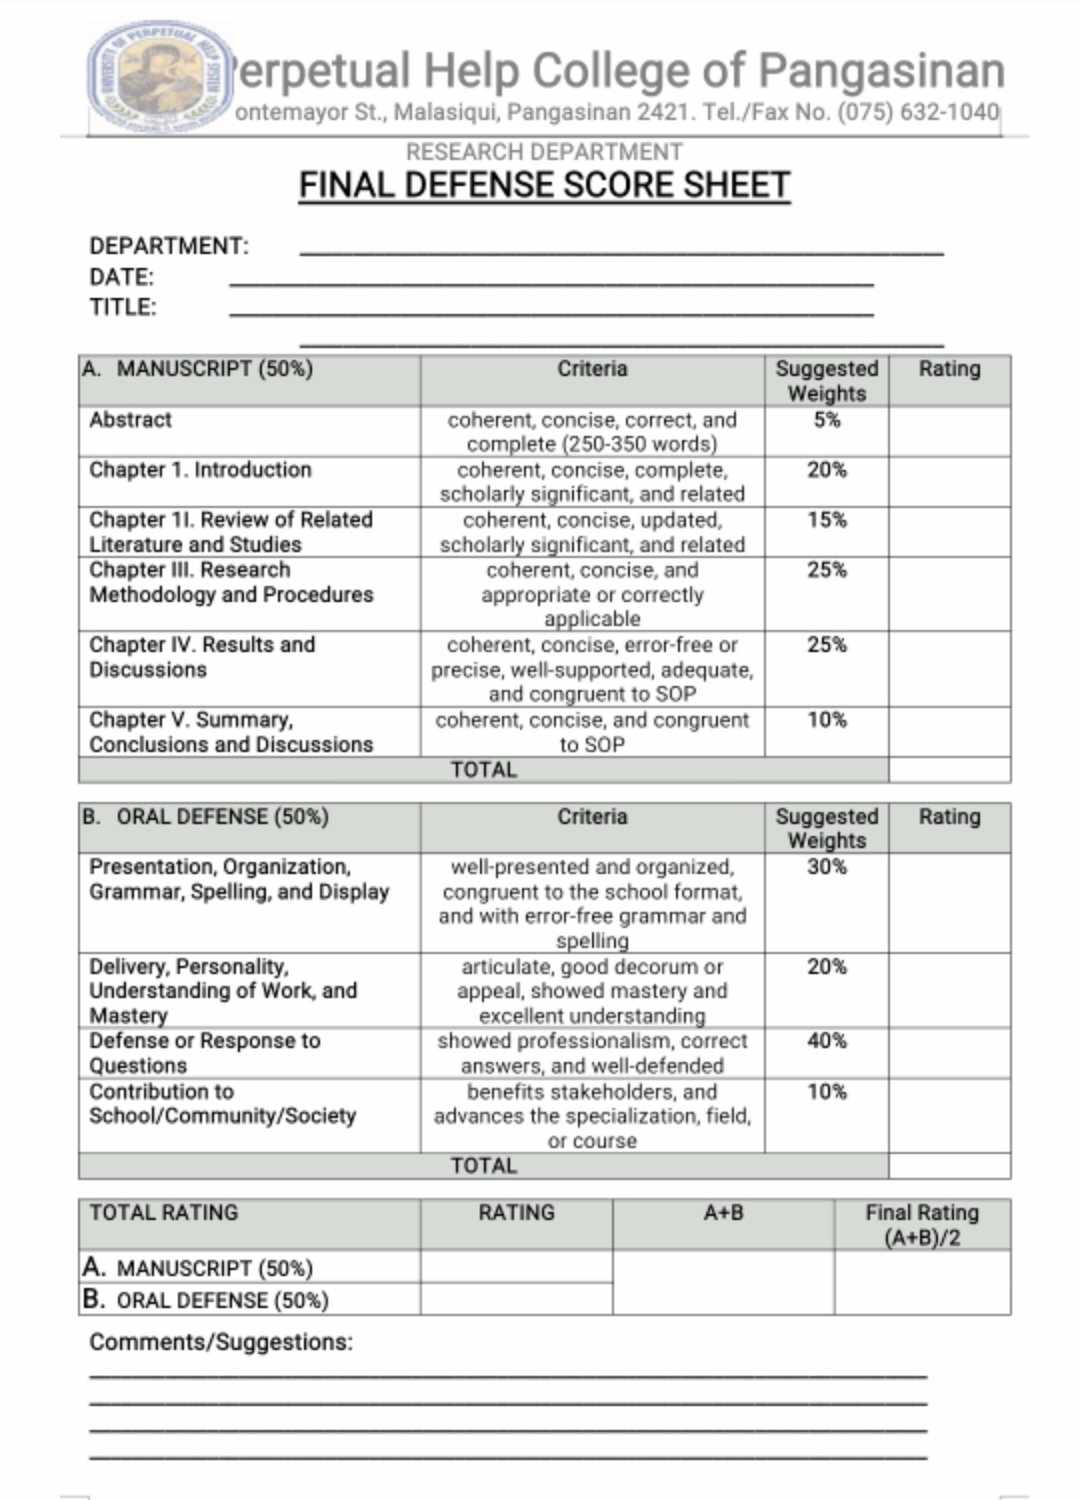 UNIVERSITY OF PERPETUAL HELP
erpetual Help College of Pangasinan
ontemayor St., Malasiqui, Pangasinan 2421. Tel./Fax No. (075) 632-1040
RESEARCH DEPARTMENT
FINAL DEFENSE SCORE SHEET
DEPARTMENT:
DATE:
TITLE:
A. MANUSCRIPT (50%) Criteria Suggested Weights Rating
Abstract coherent, concise, correct, and complete (250-350 words) 5%
Chapter 1. Introduction coherent, concise, complete, scholarly significant, and related 20%
Chapter 1I. Review of Related Literature and Studies coherent, concise, updated, scholarly significant, and related 15%
Chapter III. Research Methodology and Procedures coherent, concise, and appropriate or correctly applicable 25%
Chapter IV. Results and Discussions coherent, concise, error-free or precise, well-supported, adequate, and congruent to SOP 25%
Chapter V. Summary, Conclusions and Discussions coherent, concise, and congruent to SOP 10%
TOTAL
B. ORAL DEFENSE (50%) Criteria Suggested Weights Rating
Presentation, Organization, Grammar, Spelling, and Display well-presented and organized, congruent to the school format, and with error-free grammar and spelling 30%
Delivery, Personality, Understanding of Work, and Mastery articulate, good decorum or appeal, showed mastery and excellent understanding 20%
Defense or Response to Questions showed professionalism, correct answers, and well-defended 40%
Contribution to School/Community/Society benefits stakeholders, and advances the specialization, field, or course 10%
TOTAL
TOTAL RATING RATING A+B Final Rating (A+B)/2
A. MANUSCRIPT (50%)
B. ORAL DEFENSE (50%)
Comments/Suggestions: